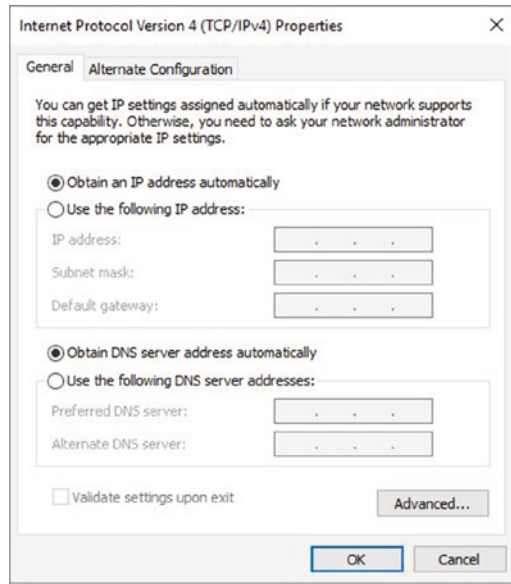 Internet Protocol Version 4 (TCP/IPv4) Properties
General
Alternate Configuration
You can get IP settings assigned automatically if your network supports
this capability. Otherwise, you need to ask your network administrator
for the appropriate IP settings.
Obtain an IP address automatically
Use the following IP address:
IP address:
Subnet mask:
Default gateway:
Obtain DNS server address automatically
Use the following DNS server addresses:
Preferred DNS server:
Alternate DNS server:
Validate settings upon exit
Advanced...
OK
Cancel